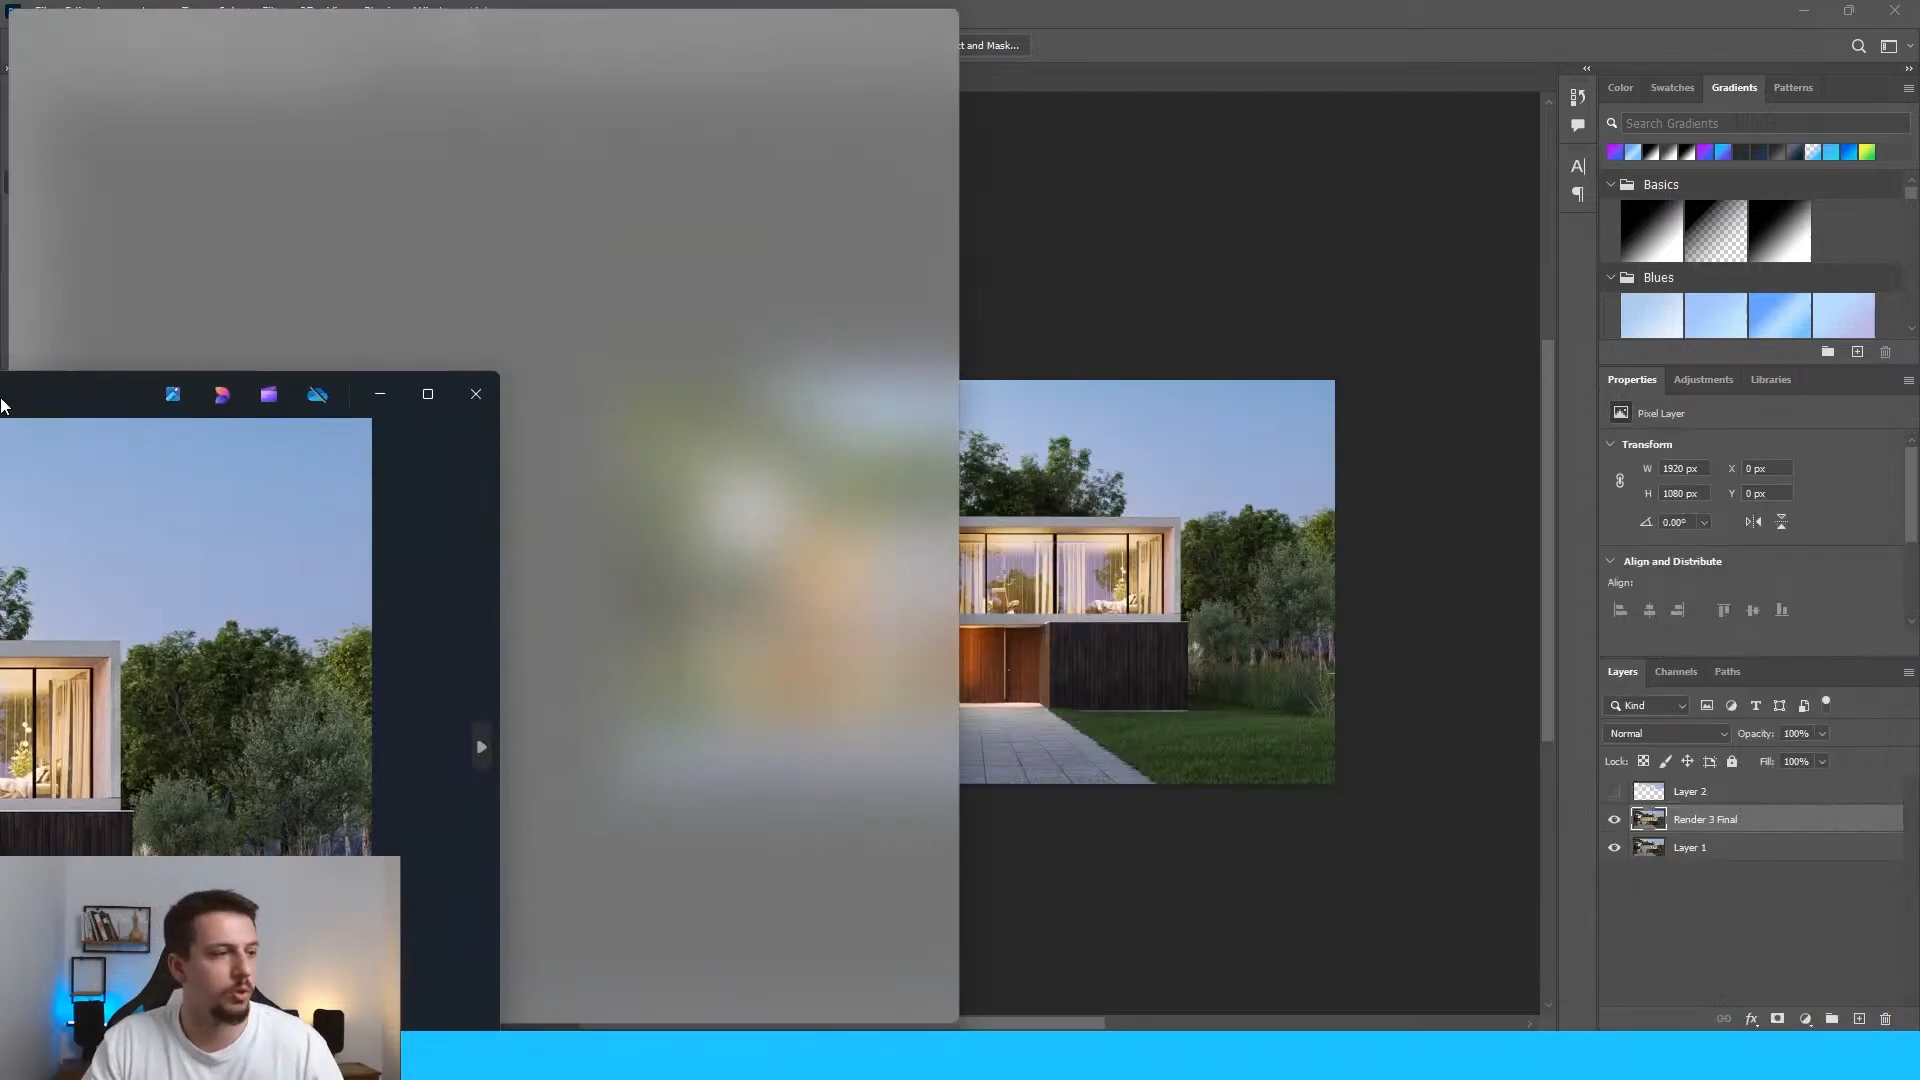 ct and Mask...
Color
Swatches
Gradients
Patterns
Search Gradients
Basics
Blues
Properties
Adjustments
Libraries
Pixel Layer
Transform
W 1920 px X 0 px
H 1080 px Y 0 px
0.00°
Align and Distribute
Align:
Layers
Channels
Paths
Kind
Normal
Opacity: 100%
Lock:
Fill: 100%
Layer 2
Render 3 Final
Layer 1